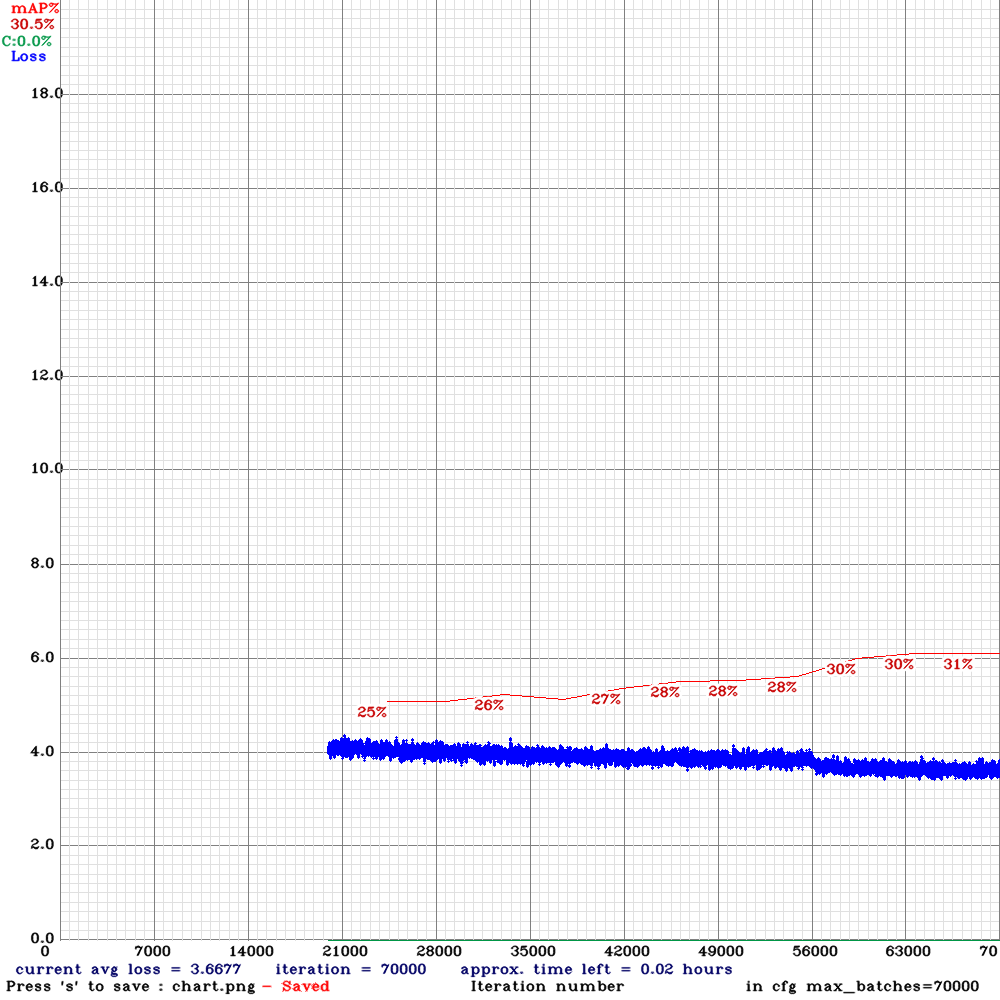 mAP%
30.5%
C:0.0%
Loss
18.0
16.0
14.0
12.0
10.0
8.0
6.0
4.0
2.0
0.0
25% 26% 27% 28% 28% 28% 30% 30% 31%
0 7000 14000 21000 28000 35000 42000 49000 56000 63000 70
current avg loss = 3.6677 iteration = 70000 approx. time left = 0.02 hours
Press 's' to save : chart.png - Saved Iteration number in cfg max_batches=70000